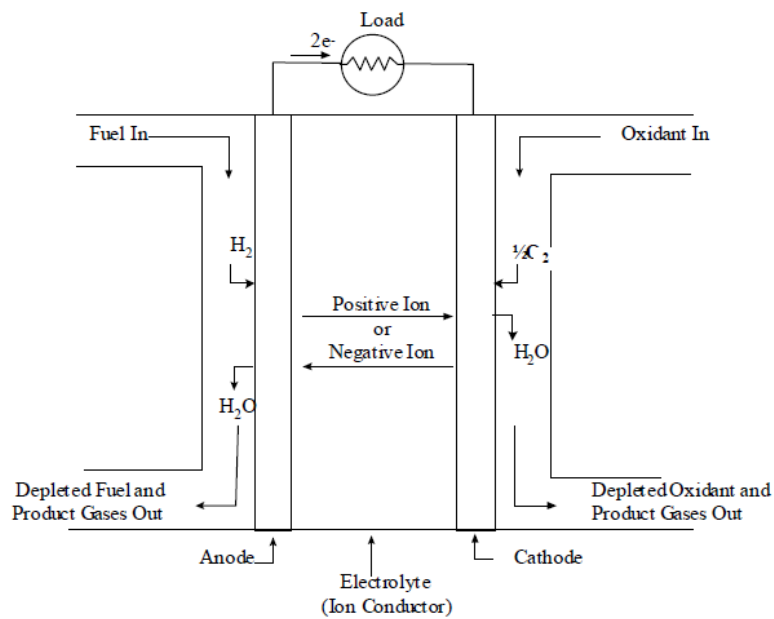 Load
2e-
Fuel In
Oxidant In
H₂
½C₂
Positive Ion
or
Negative Ion
H₂O
H₂O
Depleted Fuel and
Product Gases Out
Depleted Oxidant and
Product Gases Out
Anode
Cathode
Electrolyte
(Ion Conductor)